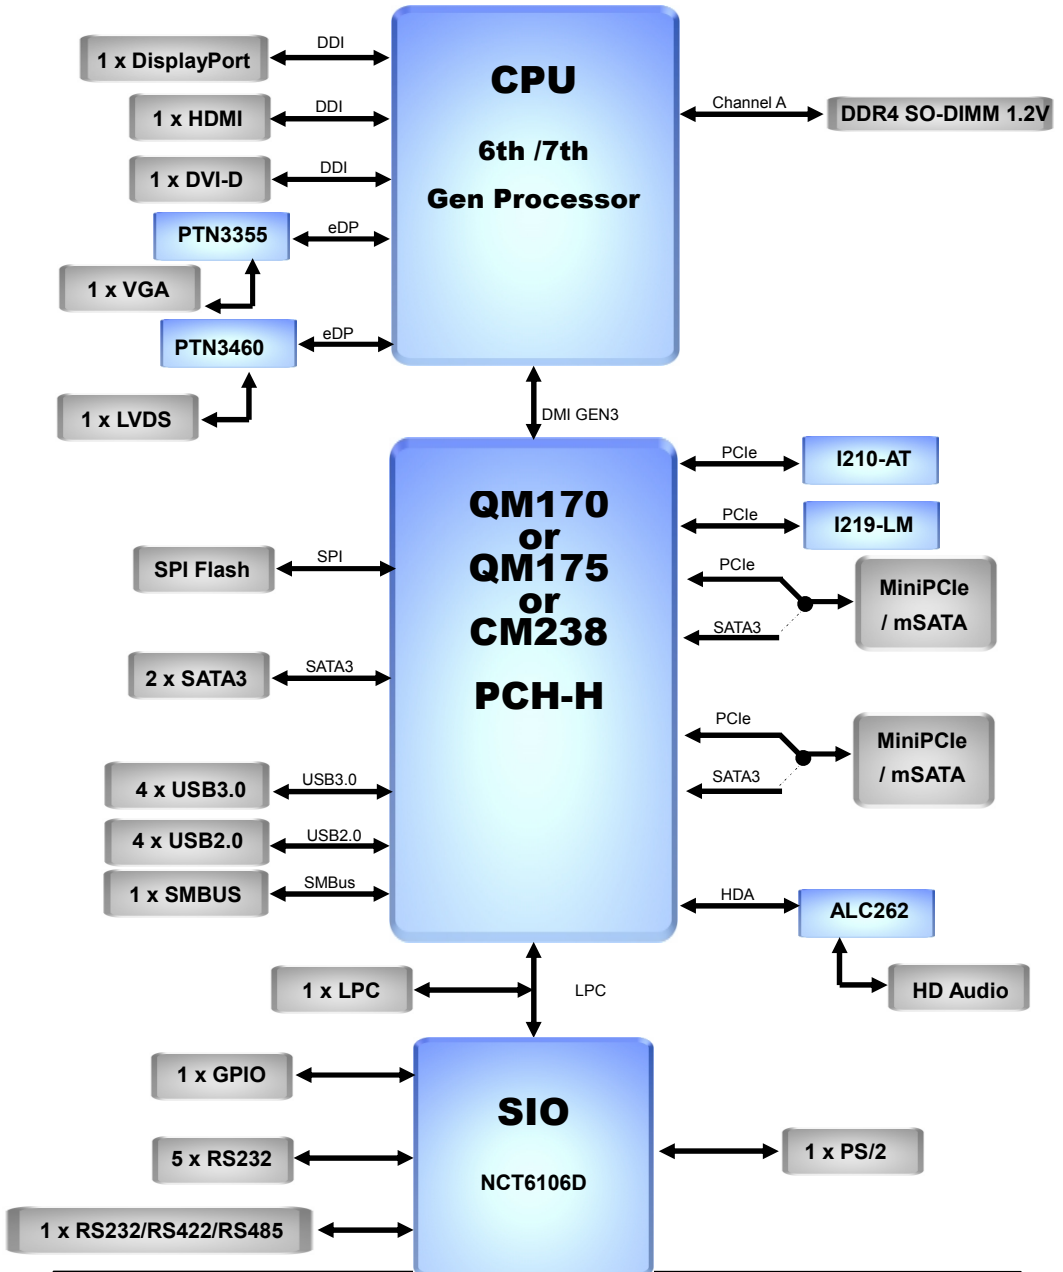 1 x DisplayPort
DDI
CPU
6th /7th
Gen Processor
Channel A
DDR4 SO-DIMM 1.2V
1 x HDMI
DDI
1 x DVI-D
DDI
PTN3355
eDP
1 x VGA
PTN3460
eDP
1 x LVDS
DMI GEN3
QM170
or
QM175
or
CM238
PCH-H
PCIe
I210-AT
PCIe
I219-LM
SPI Flash
SPI
PCIe
SATA3
MiniPCIe
/ mSATA
2 x SATA3
SATA3
PCIe
SATA3
MiniPCIe
/ mSATA
4 x USB3.0
USB3.0
4 x USB2.0
USB2.0
1 x SMBUS
SMBus
HDA
ALC262
HD Audio
1 x LPC
LPC
1 x GPIO
SIO
NCT6106D
5 x RS232
1 x PS/2
1 x RS232/RS422/RS485